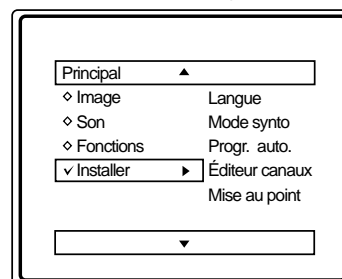 Principal
Image Langue
Son Mode synto
Fonctions Progr. auto.
Installer Éditeur canaux
Mise au point